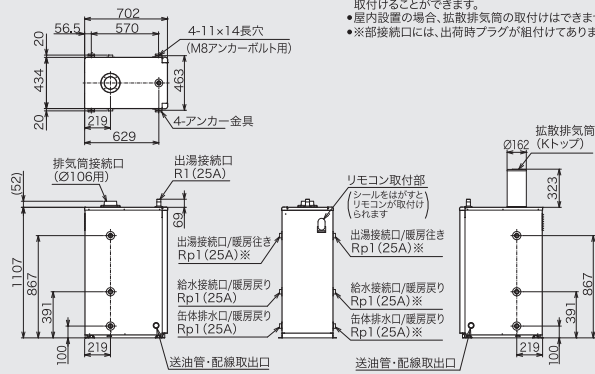 取付けることができます。
●屋内設置の場合、拡散排気筒の取付けはできます
●※部接続口には、出荷時プラグが組付けてありま
702
56.5
570
20
434
20
463
219
629
4-11×14長穴
(M8アンカーボルト用)
4-アンカー金具
排気筒接続口
(Ø106用)
出湯接続口
R1(25A)
(52)
69
1107
867
391
100
219
送油管・配線取出口
出湯接続口/暖房往き
Rp1(25A)※
給水接続口/暖房戻り
Rp1(25A)
缶体排水口/暖房戻り
Rp1(25A)
リモコン取付部
(シールをはがすと
リモコンが取付け
られます)
出湯接続口/暖房往き
Rp1(25A)※
給水接続口/暖房戻り
Rp1(25A)※
缶体排水口/暖房戻り
Rp1(25A)※
拡散排気筒
(Kトップ)
Ø162
323
867
391
100
219
送油管・配線取出口